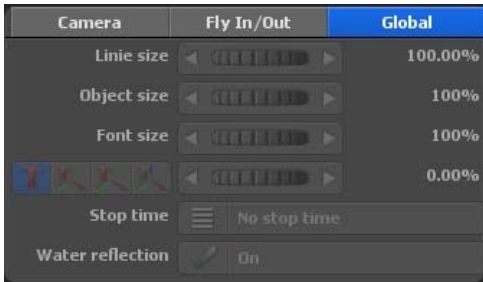 Camera Fly In/Out Global
Linie size 100.00%
Object size 100%
Font size 100%
0.00%
Stop time No stop time
Water reflection On